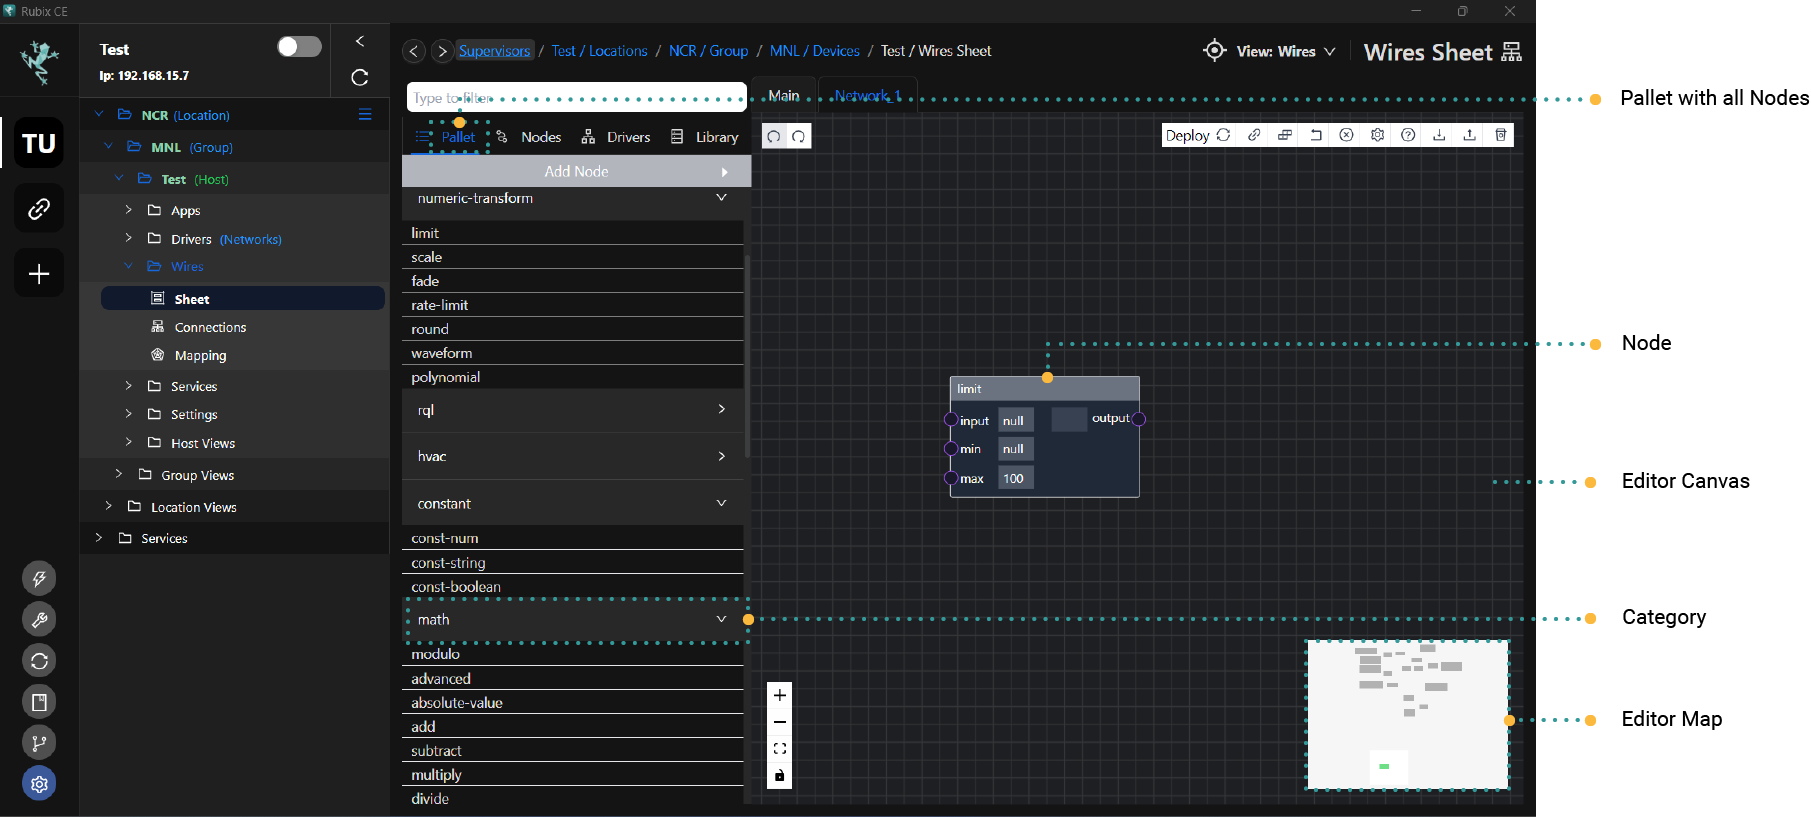 Rubix CE
Test
Ip: 192.168.15.7
TU
NCR (Location)
MNL (Group)
Test (Host)
Apps
Drivers (Networks)
Wires
Sheet
Connections
Mapping
Services
Settings
Host Views
Group Views
Location Views
Services
Supervisors / Test / Locations / NCR / Group / MNL / Devices / Test / Wires Sheet
View: Wires
Wires Sheet
Type to filter
Pallet
Nodes
Drivers
Library
Add Node
numeric-transform
limit
scale
fade
rate-limit
round
waveform
polynomial
rql
hvac
constant
const-num
const-string
const-boolean
math
modulo
advanced
absolute-value
add
subtract
multiply
divide
Main
Network_1
Deploy
limit
input null output
min null
max 100
Pallet with all Nodes
Node
Editor Canvas
Category
Editor Map